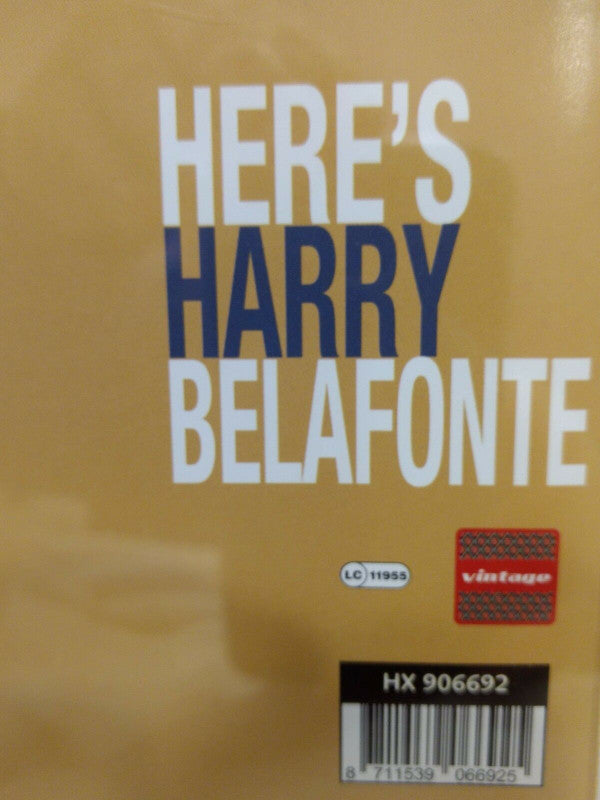 HERE'S
HARRY
BELAFONTE
LC 11955
vintage
HX 906692
8 711539 066925